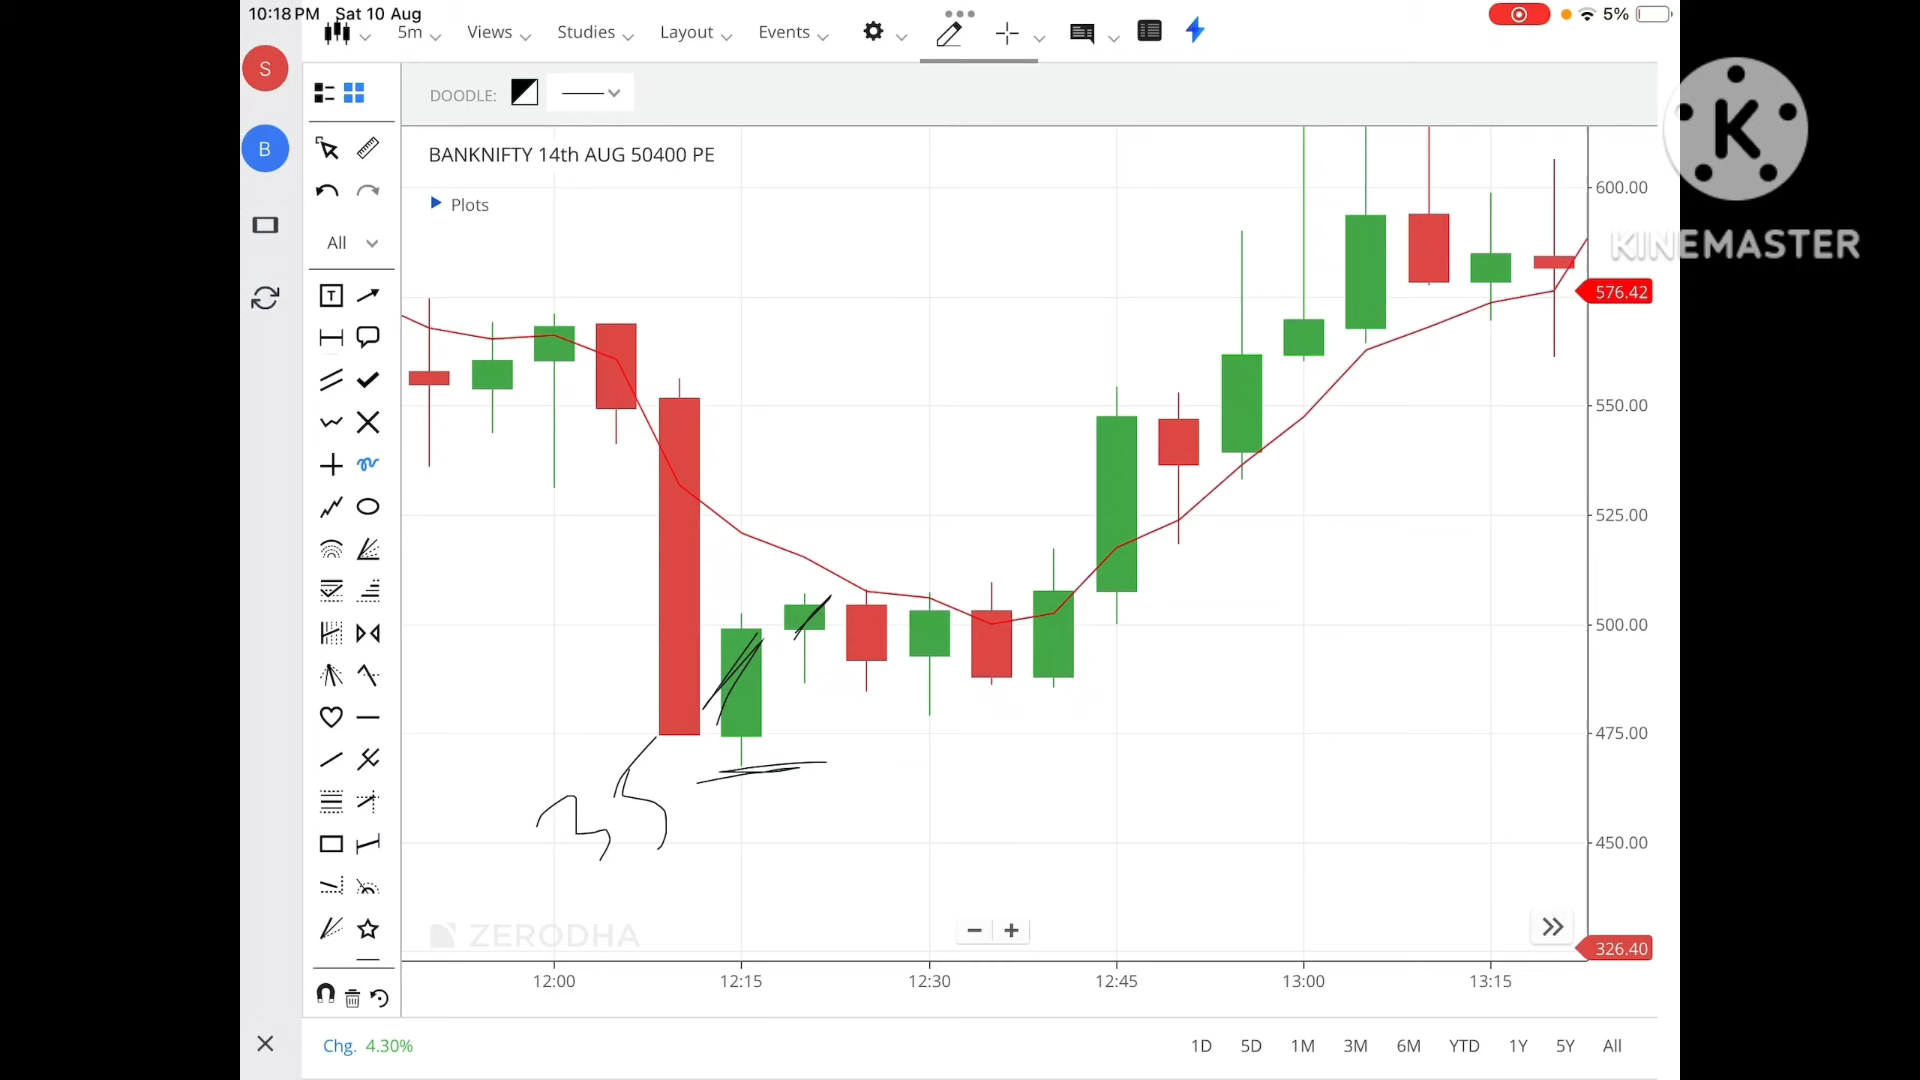 10:18 PM Sat 10 Aug
5%
5m Views Studies Layout Events
S
B
DOODLE:
BANKNIFTY 14th AUG 50400 PE
Plots
All
T
K
KINEMASTER
600.00
576.42
550.00
525.00
500.00
475.00
450.00
326.40
35
ZERODHA
12:00 12:15 12:30 12:45 13:00 13:15
Chg. 4.30%
1D 5D 1M 3M 6M YTD 1Y 5Y All